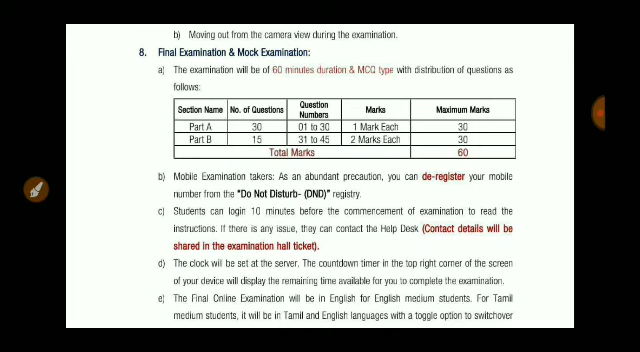 b) Moving out from the camera view during the examination.
8. Final Examination & Mock Examination:
a) The examination will be of 60 minutes duration & MCQ type with distribution of questions as
follows:
Section Name No. of Questions Question Numbers Marks Maximum Marks
Part A 30 01 to 30 1 Mark Each 30
Part B 15 31 to 45 2 Marks Each 30
Total Marks 60
b) Mobile Examination takers: As an abundant precaution, you can de-register your mobile
number from the "Do Not Disturb- (DND)" registry.
c) Students can login 10 minutes before the commencement of examination to read the
instructions. If there is any issue, they can contact the Help Desk (Contact details will be
shared in the examination hall ticket).
d) The clock will be set at the server. The countdown timer in the top right corner of the screen
of your device will display the remaining time available for you to complete the examination.
e) The Final Online Examination will be in English for English medium students. For Tamil
medium students, it will be in Tamil and English languages with a toggle option to switchover